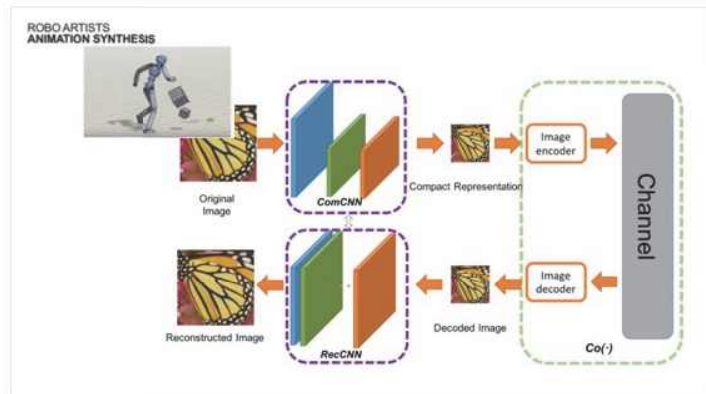 ROBO ARTISTS
ANIMATION SYNTHESIS
Original
Image
ComCNN
Compact Representation
Image
encoder
Channel
Reconstructed Image
RecCNN
Decoded Image
Image
decoder
Co(·)